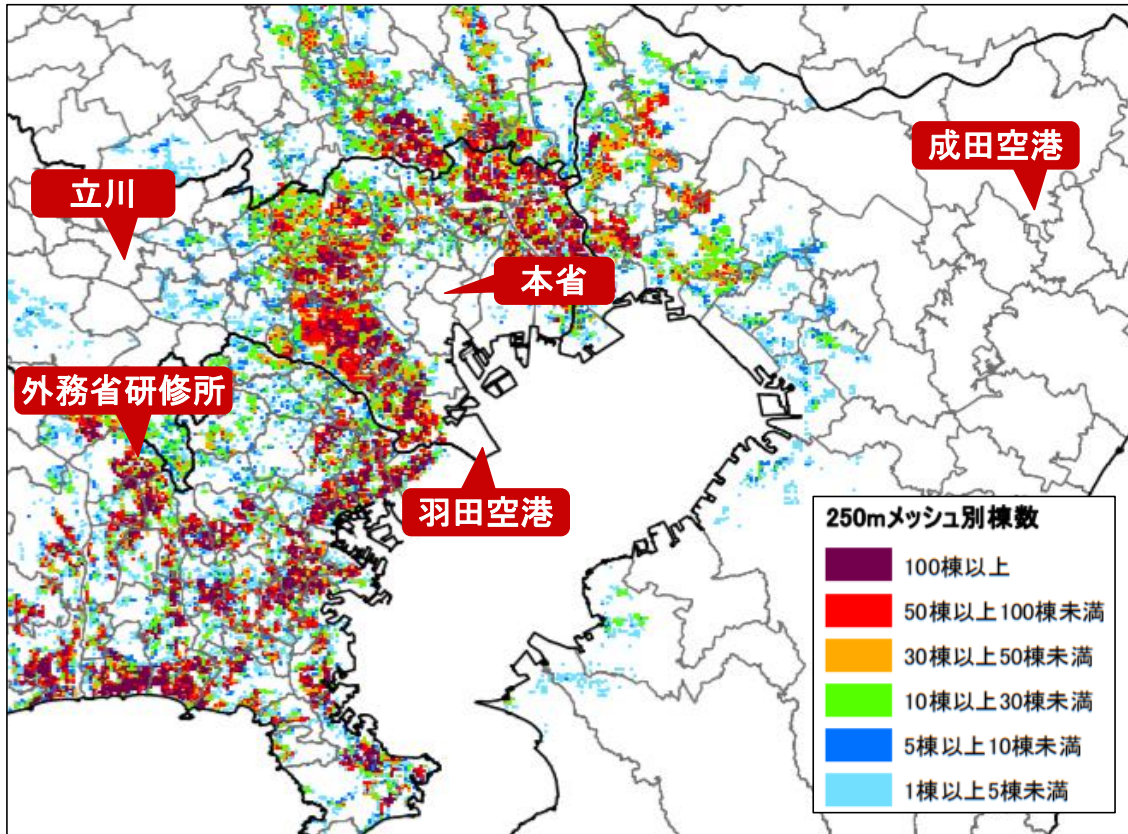 成田空港
立川
本省
外務省研修所
羽田空港
250mメッシュ別棟数
100棟以上
50棟以上100棟未満
30棟以上50棟未満
10棟以上30棟未満
5棟以上10棟未満
1棟以上5棟未満